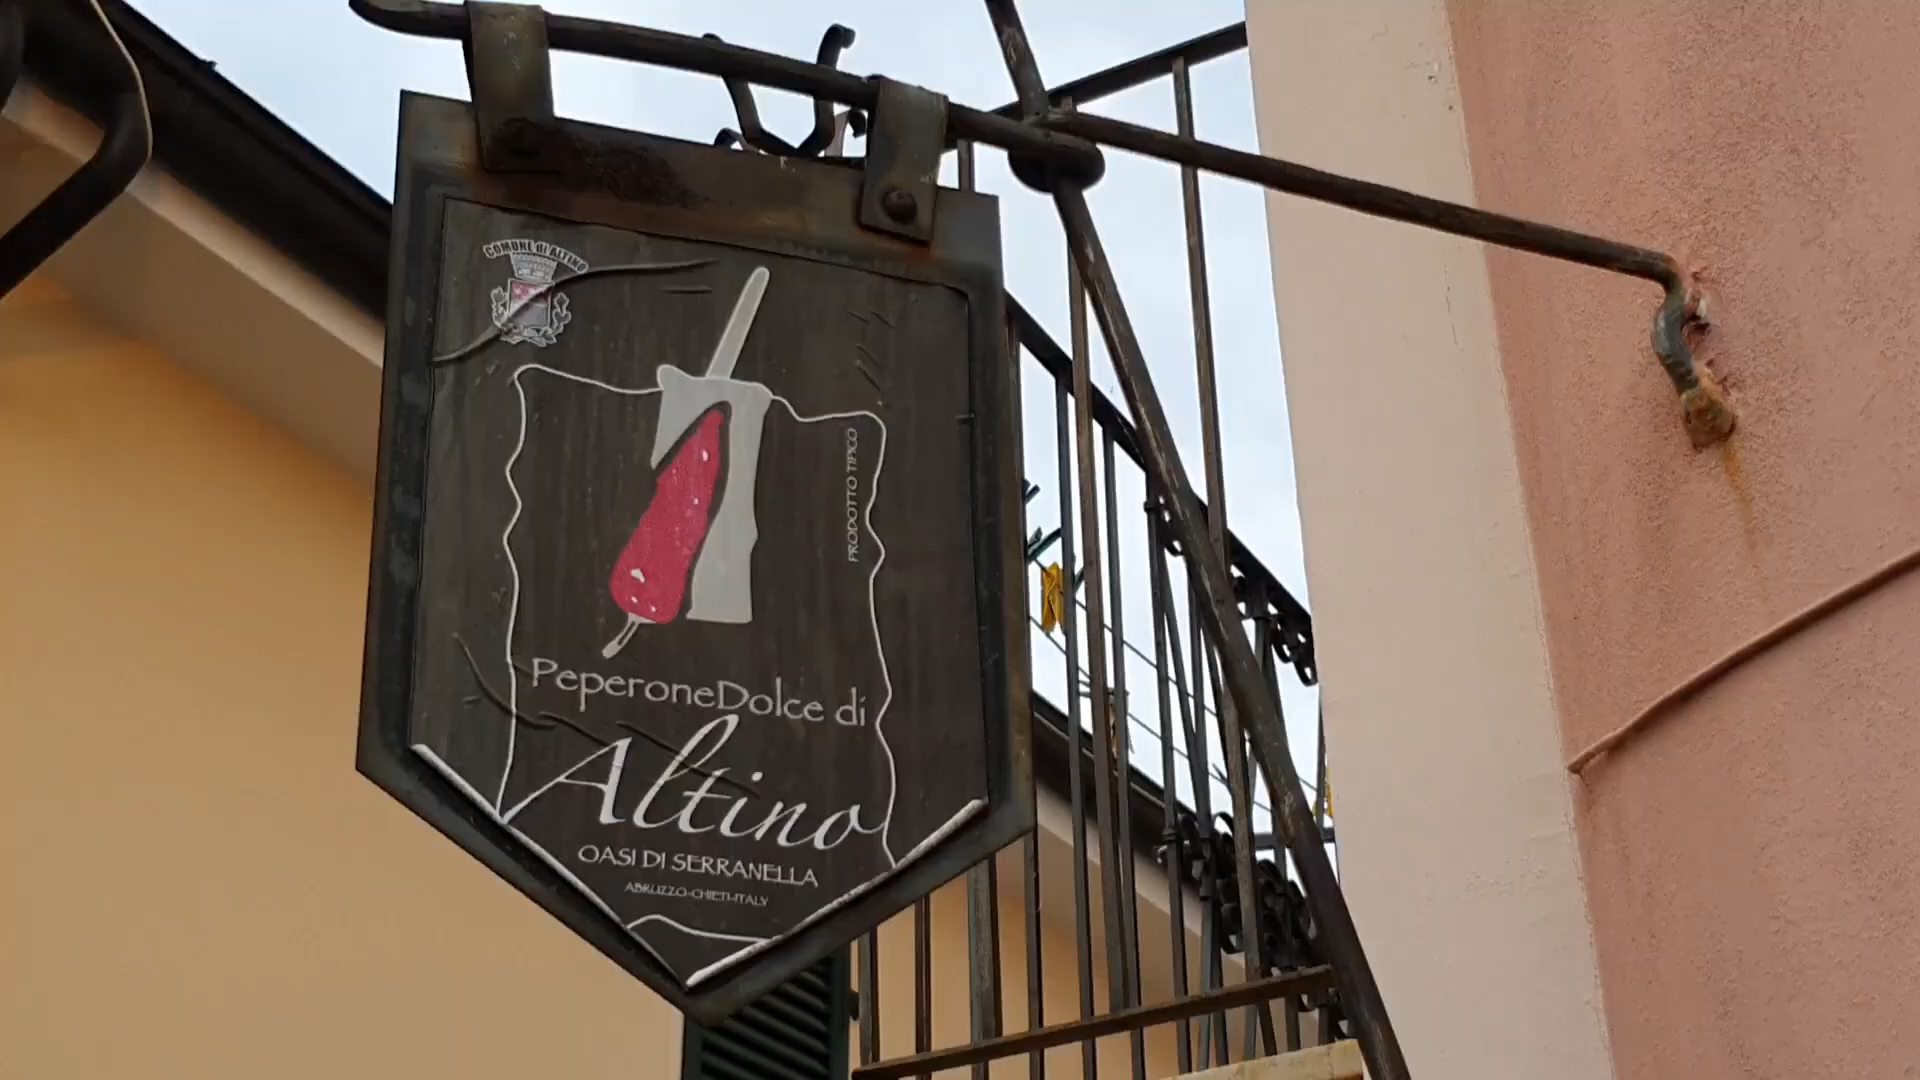 COMUNE di ALTINO
PRODOTTO TIPICO
PeperoneDolce di
Altino
OASI DI SERRANELLA
ABRUZZO-CHIETI-ITALY